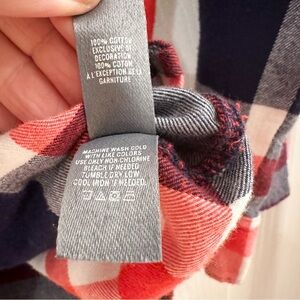 100% COTTON
EXCLUSIVE OF
DECORATION
100% COTON
À L'EXCEPTION DE
GARNITURE
MACHINE WASH COLD
WITH LIKE COLORS
USE ONLY NON-CHLORINE
BLEACH IF NEEDED
TUMBLE DRY LOW
COOL IRON IF NEEDED